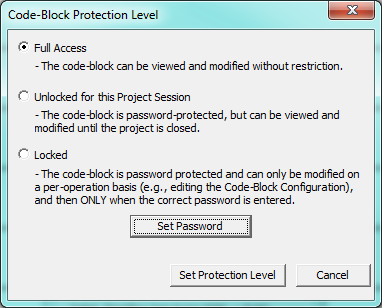 Code-Block Protection Level
Full Access
- The code-block can be viewed and modified without restriction.
Unlocked for this Project Session
- The code-block is password-protected, but can be viewed and
modified until the project is closed.
Locked
- The code-block is password protected and can only be modified on
a per-operation basis (e.g., editing the Code-Block Configuration),
and then ONLY when the correct password is entered.
Set Password
Set Protection Level
Cancel